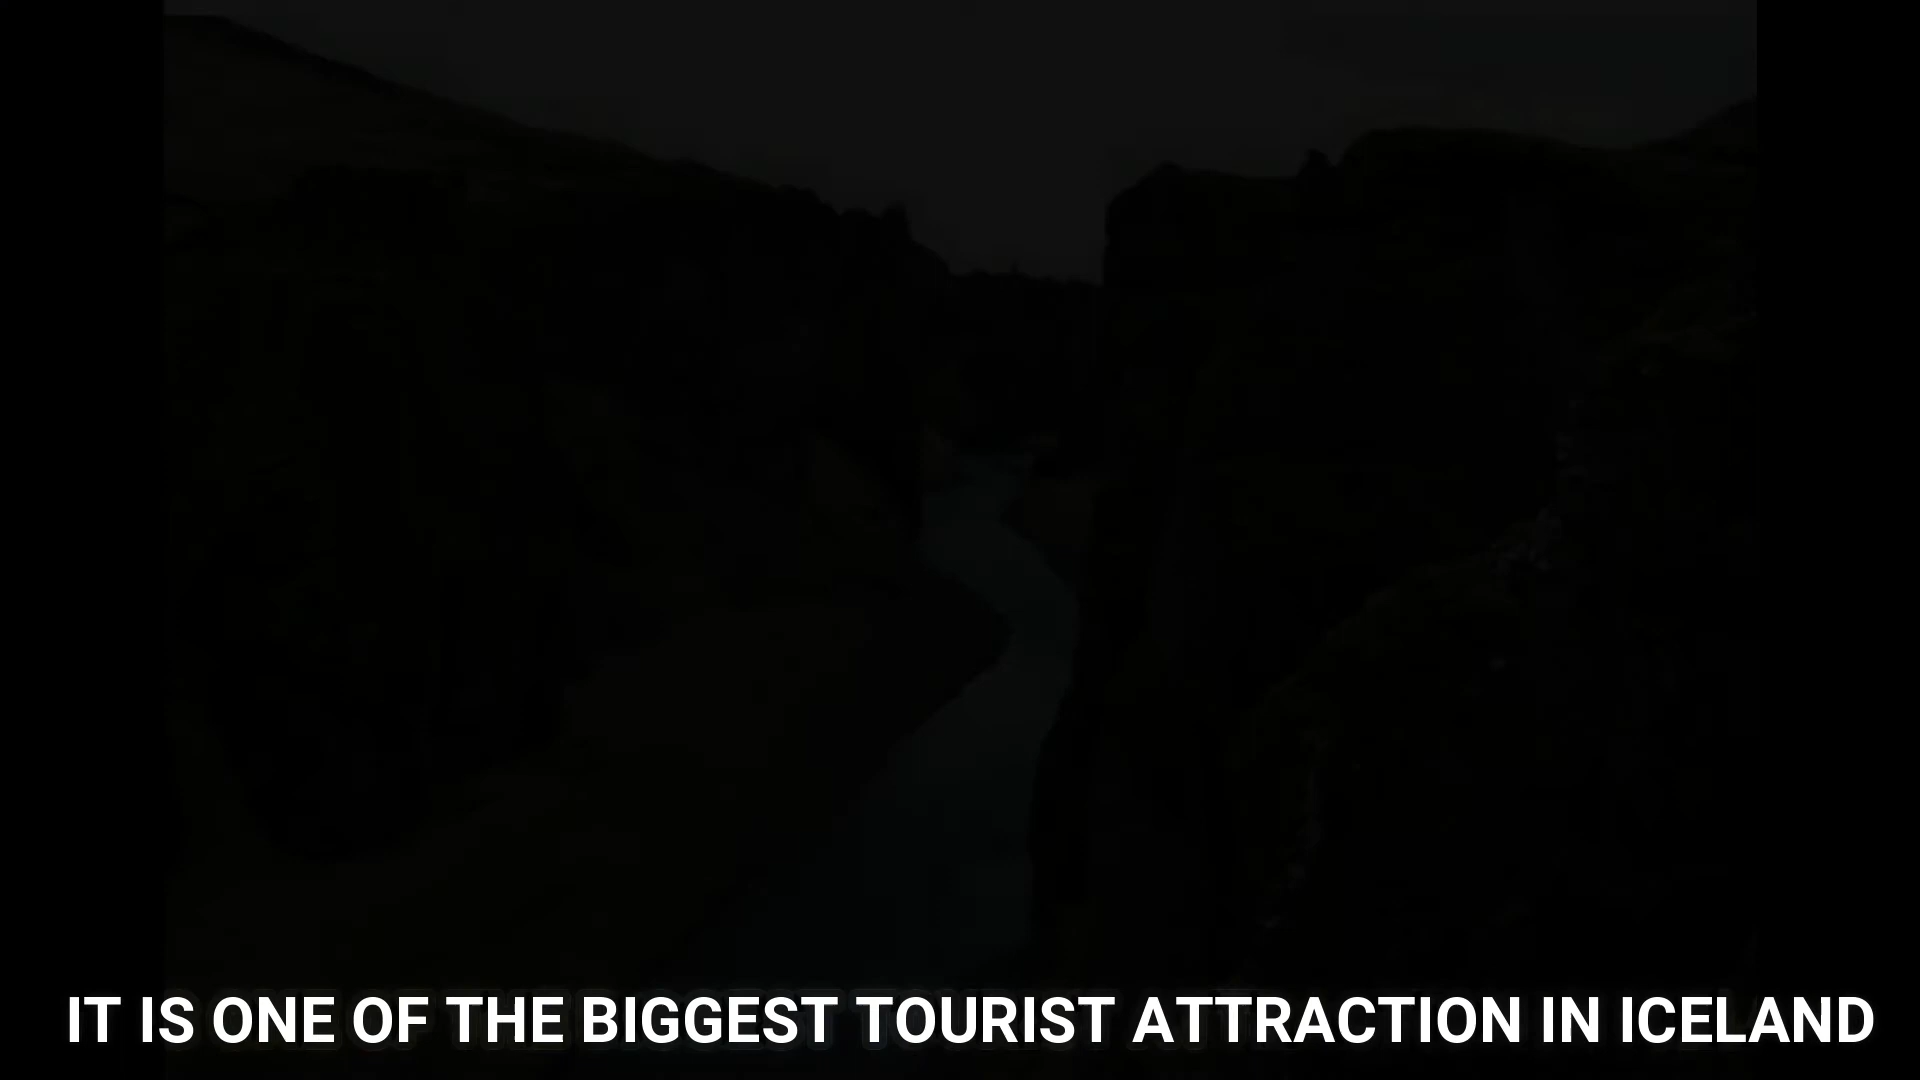 IT IS ONE OF THE BIGGEST TOURIST ATTRACTION IN ICELAND